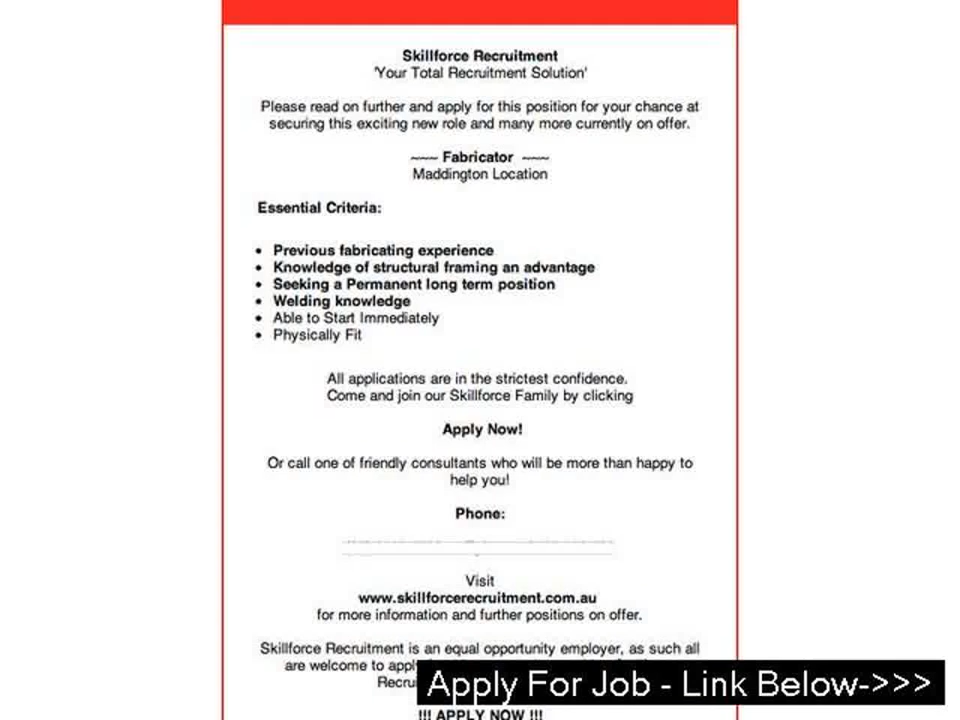 Skillforce Recruitment
'Your Total Recruitment Solution'
Please read on further and apply for this position for your chance at
securing this exciting new role and many more currently on offer.
~~~ Fabricator ~~~
Maddington Location
Essential Criteria:
• Previous fabricating experience
• Knowledge of structural framing an advantage
• Seeking a Permanent long term position
• Welding knowledge
• Able to Start Immediately
• Physically Fit
All applications are in the strictest confidence.
Come and join our Skillforce Family by clicking
Apply Now!
Or call one of friendly consultants who will be more than happy to
help you!
Phone:
Visit
www.skillforcerecruitment.com.au
for more information and further positions on offer.
Skillforce Recruitment is an equal opportunity employer, as such all
are welcome to apply
Apply For Job - Link Below->>>
!!! APPLY NOW !!!